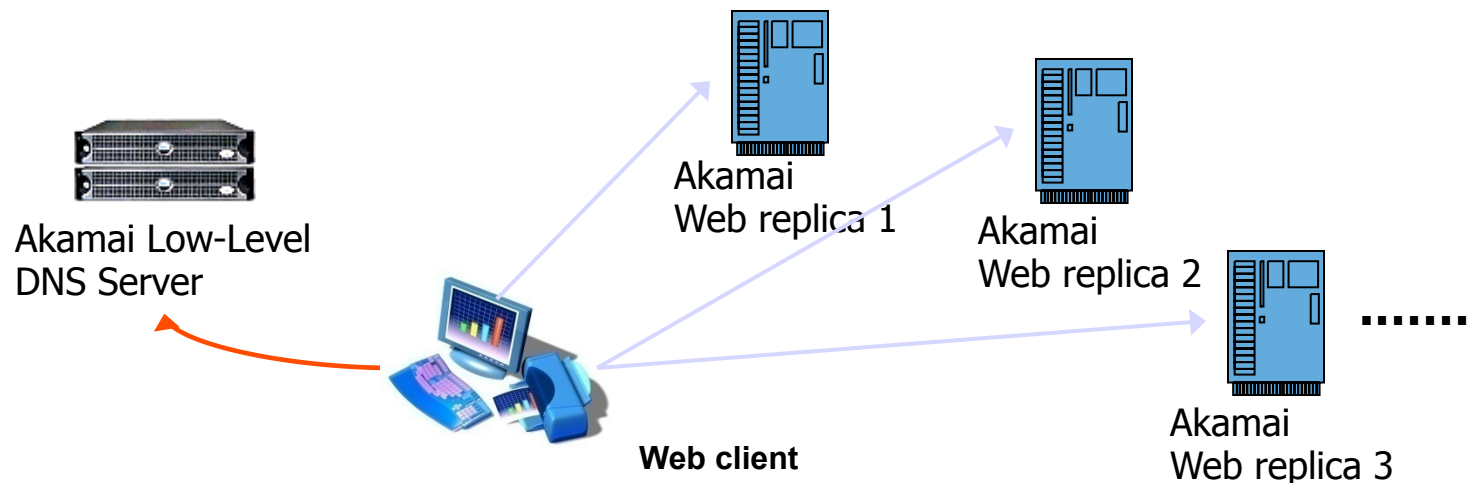 Akamai
Web replica 1
Akamai Low-Level
DNS Server
Akamai
Web replica 2
.......
Akamai
Web replica 3
Web client